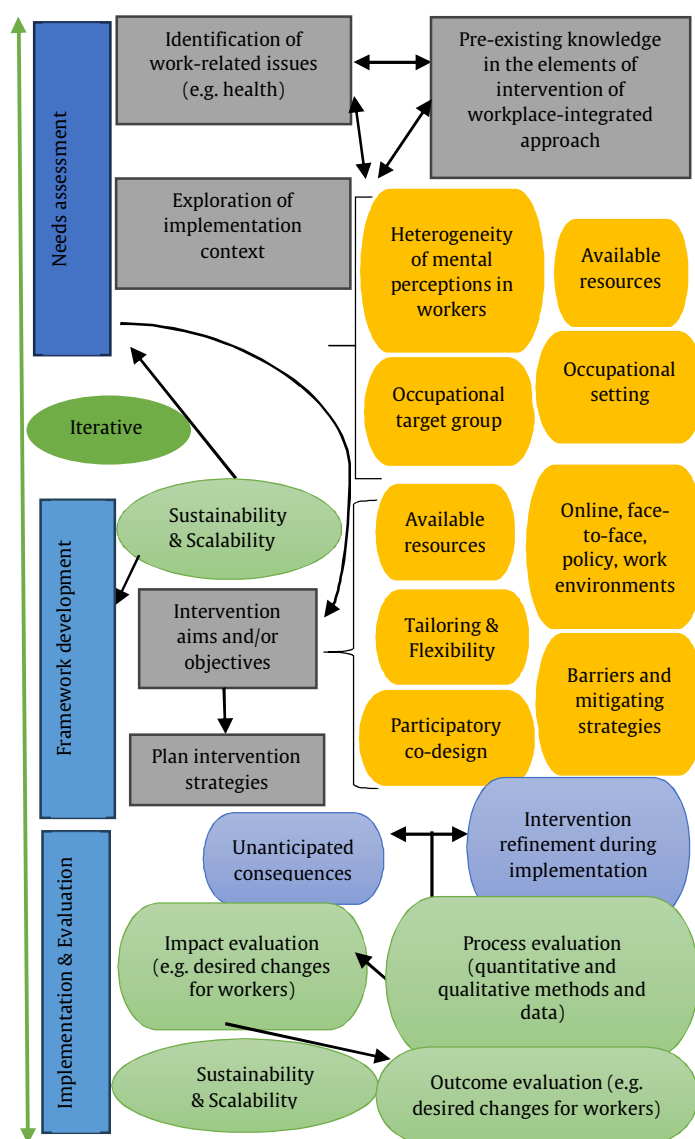 Needs assessment
Identification of
work-related issues
(e.g. health)
Pre-existing knowledge
in the elements of
intervention of
workplace-integrated
approach
Exploration of
implementation
context
Heterogeneity
of mental
perceptions in
workers
Available
resources
Occupational
target group
Occupational
setting
Iterative
Framework development
Sustainability
& Scalability
Available
resources
Online, face-
to-face,
policy, work
environments
Intervention
aims and/or
objectives
Tailoring &
Flexibility
Barriers and
mitigating
strategies
Participatory
co-design
Plan intervention
strategies
Implementation & Evaluation
Unanticipated
consequences
Intervention
refinement during
implementation
Impact evaluation
(e.g. desired changes
for workers)
Process evaluation
(quantitative and
qualitative methods and
data)
Sustainability
& Scalability
Outcome evaluation (e.g.
desired changes for workers)